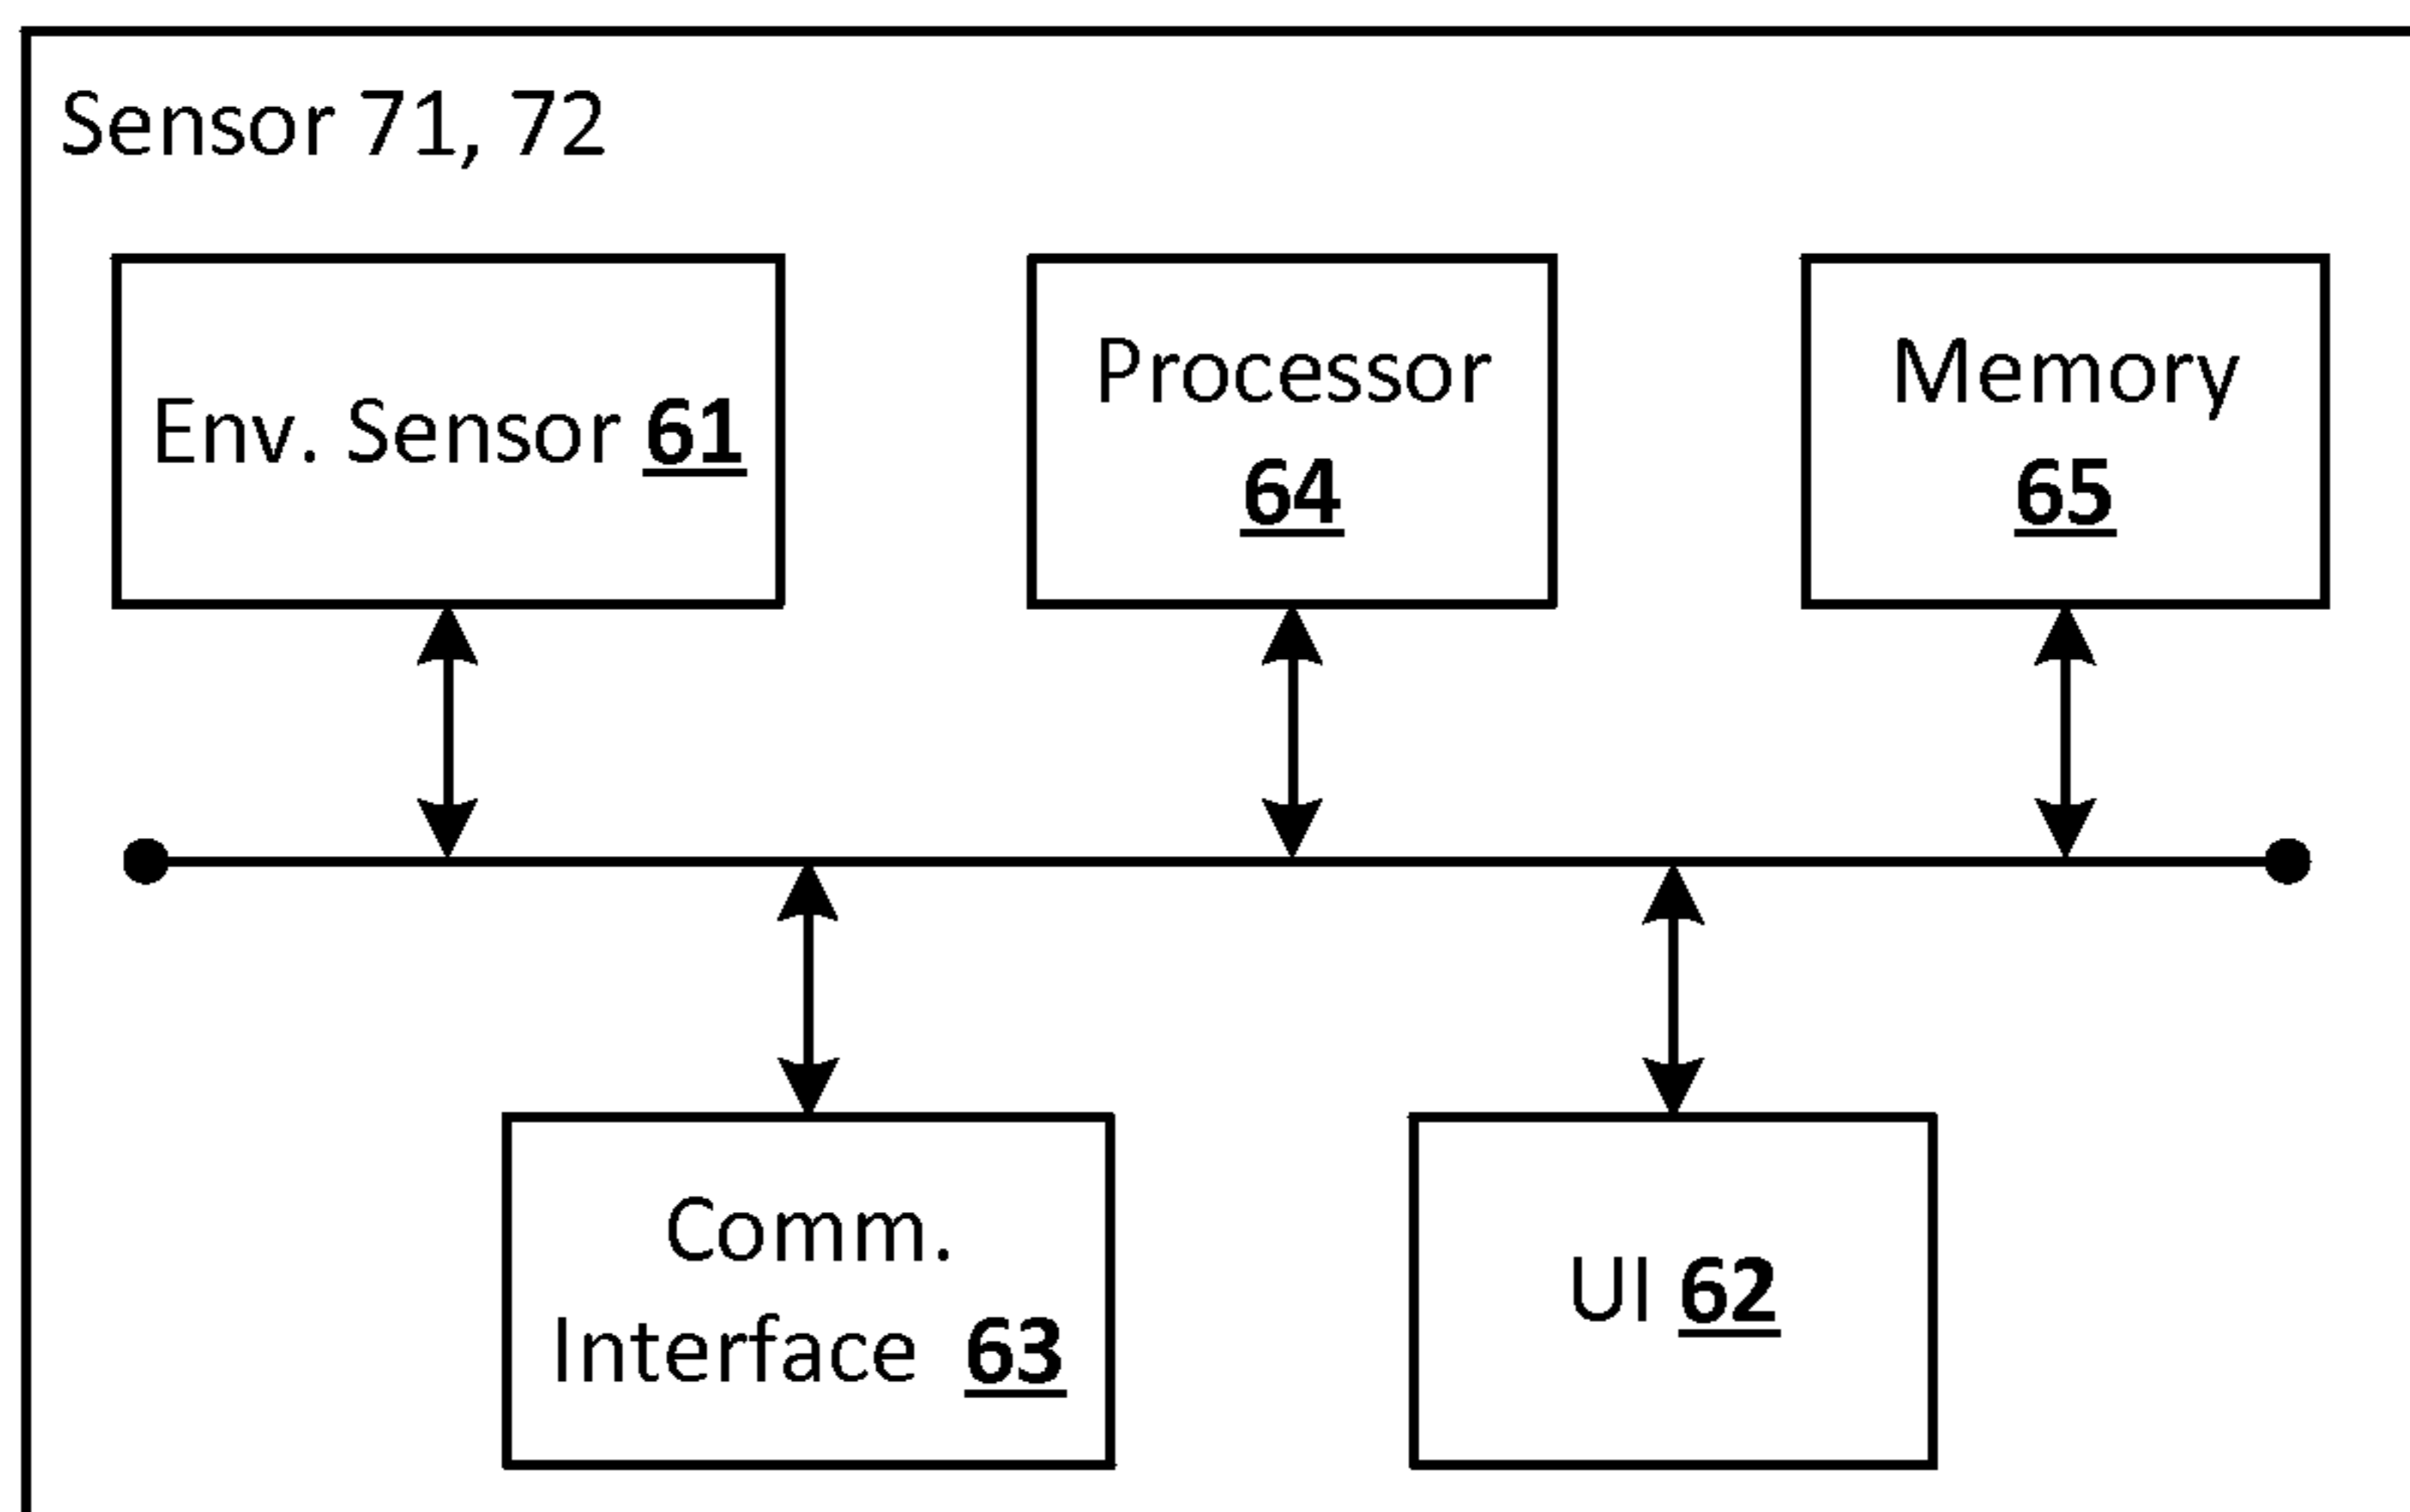 Sensor 71, 72
Env. Sensor 61
Processor
64
Memory
65
Comm.
Interface 63
UI 62